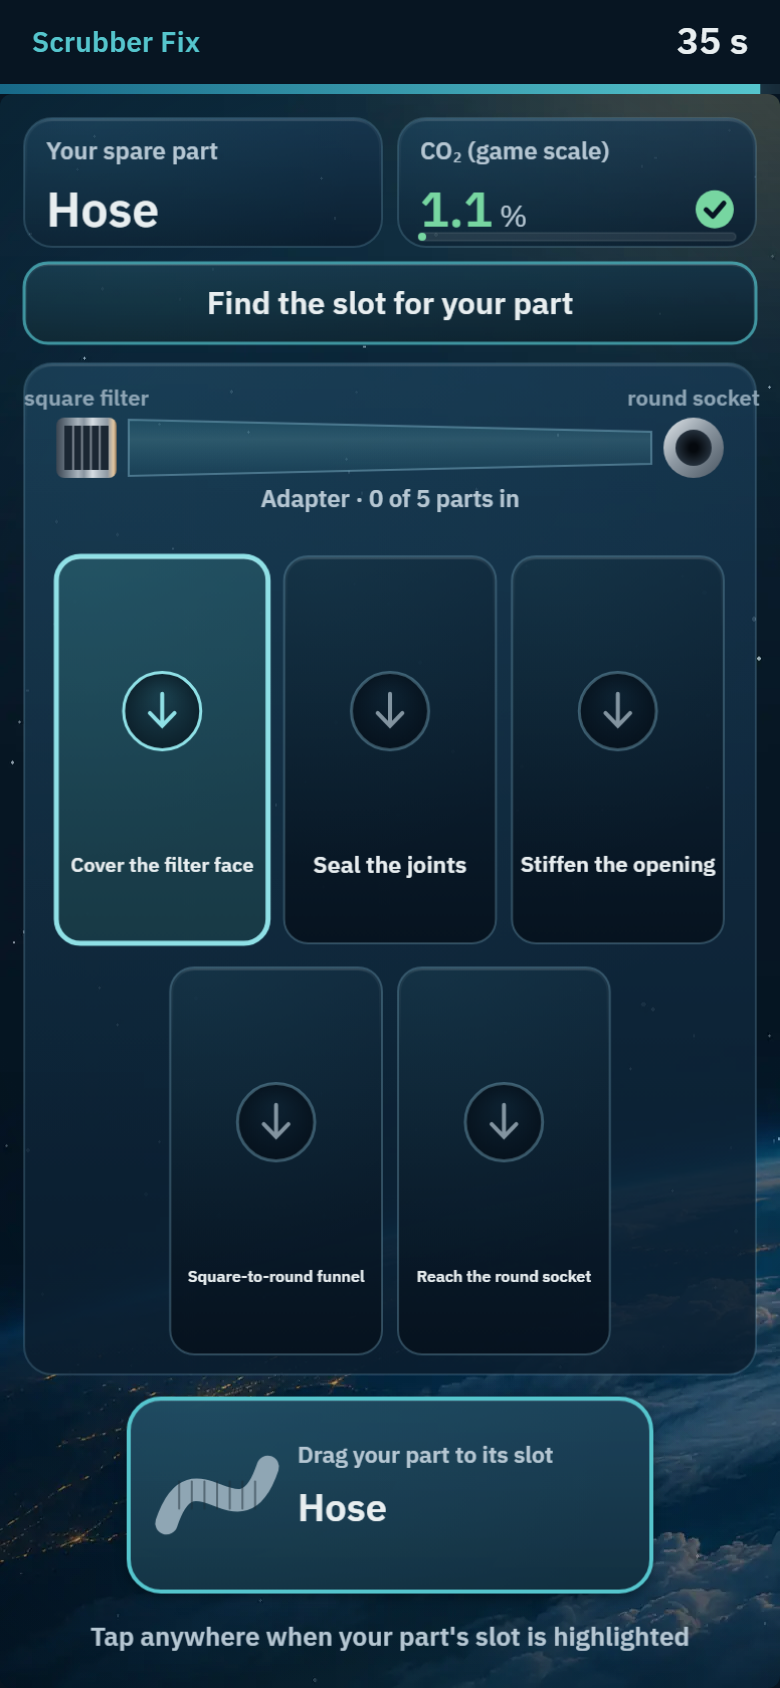 Scrubber Fix
35 s
Your spare part
Hose
CO₂ (game scale)
1.1 %
Find the slot for your part
square filter
round socket
Adapter · 0 of 5 parts in
Cover the filter face
Seal the joints
Stiffen the opening
Square-to-round funnel
Reach the round socket
Drag your part to its slot
Hose
Tap anywhere when your part's slot is highlighted